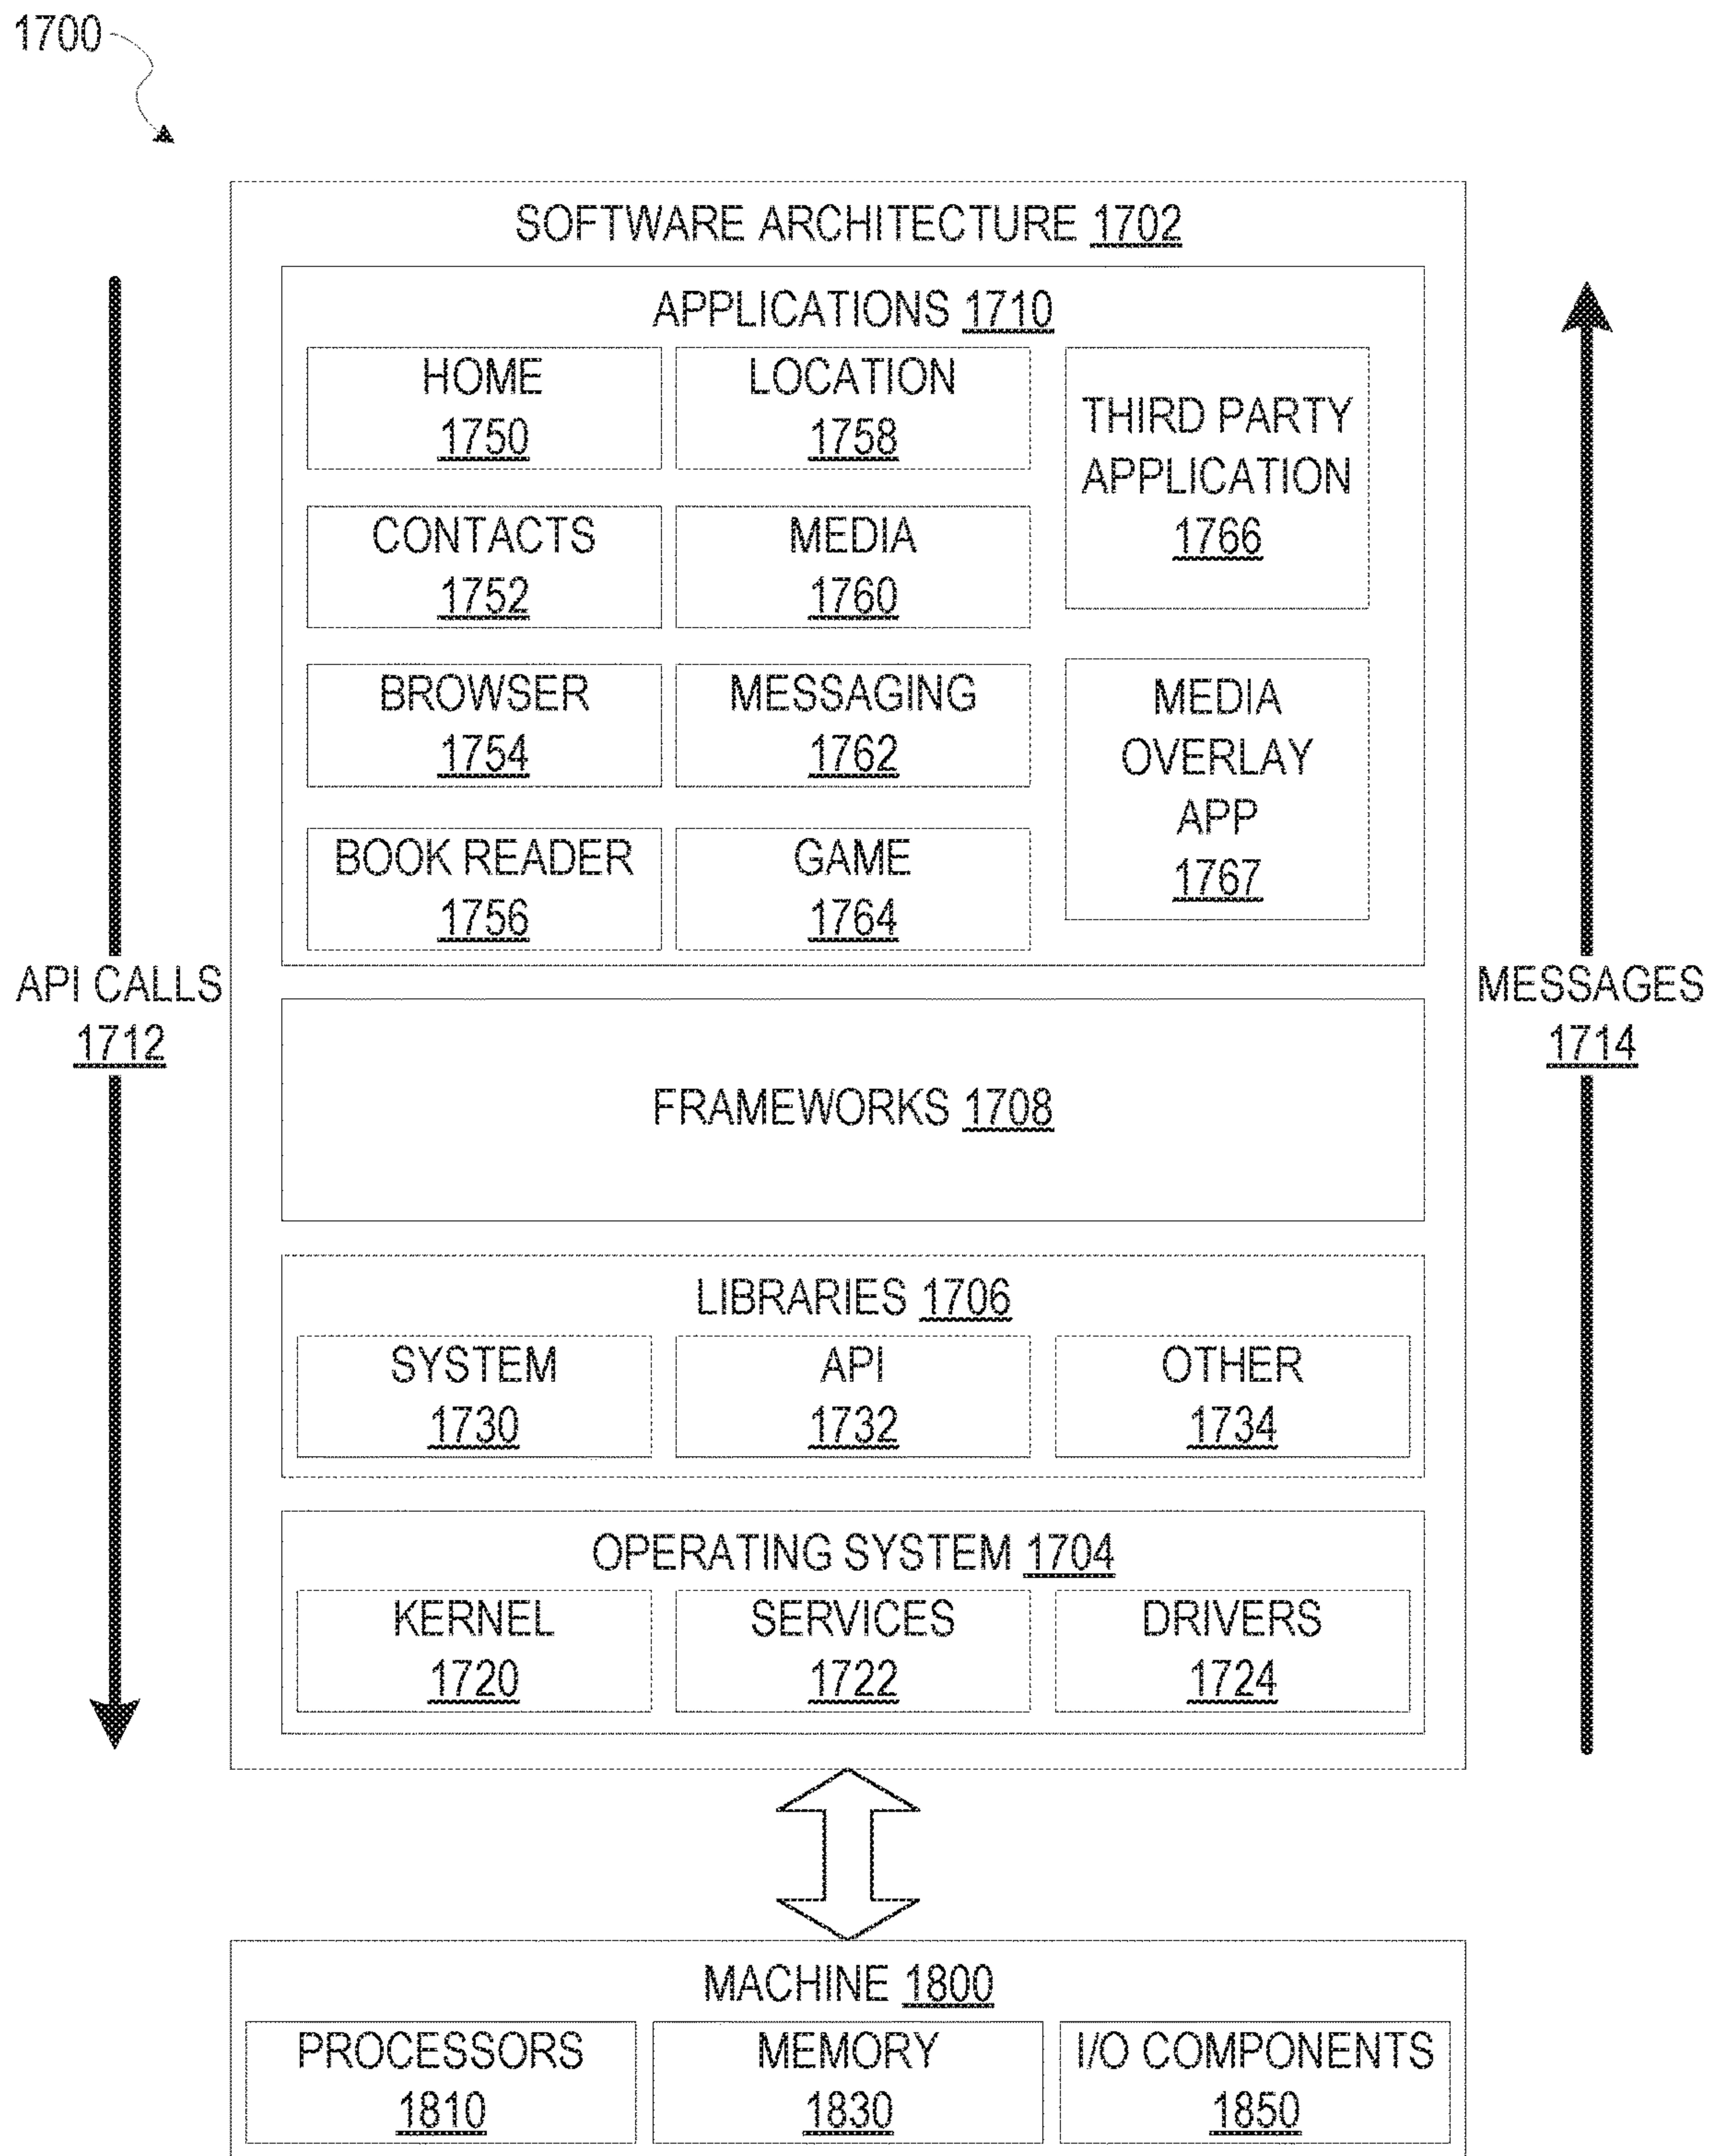 1700
SOFTWARE ARCHITECTURE 1702
APPLICATIONS 1710
HOME
1750
LOCATION
1758
THIRD PARTY
APPLICATION
1766
CONTACTS
1752
MEDIA
1760
BROWSER
1754
MESSAGING
1762
MEDIA
OVERLAY
APP
1767
BOOK READER
1756
GAME
1764
API CALLS
1712
MESSAGES
1714
FRAMEWORKS 1708
LIBRARIES 1706
SYSTEM
1730
API
1732
OTHER
1734
OPERATING SYSTEM 1704
KERNEL
1720
SERVICES
1722
DRIVERS
1724
MACHINE 1800
PROCESSORS
1810
MEMORY
1830
I/O COMPONENTS
1850